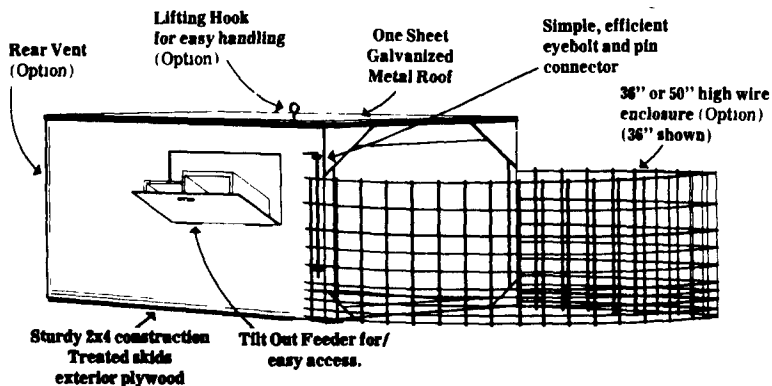 Rear Vent
(Option)
Lifting Hook
for easy handling
(Option)
One Sheet
Galvanized
Metal Roof
Simple, efficient
eyebolt and pin
connector
36" or 50" high wire
enclosure (Option)
(36" shown)
Sturdy 2x4 construction
Treated skids
exterior plywood
Tilt Out Feeder for/
easy access.